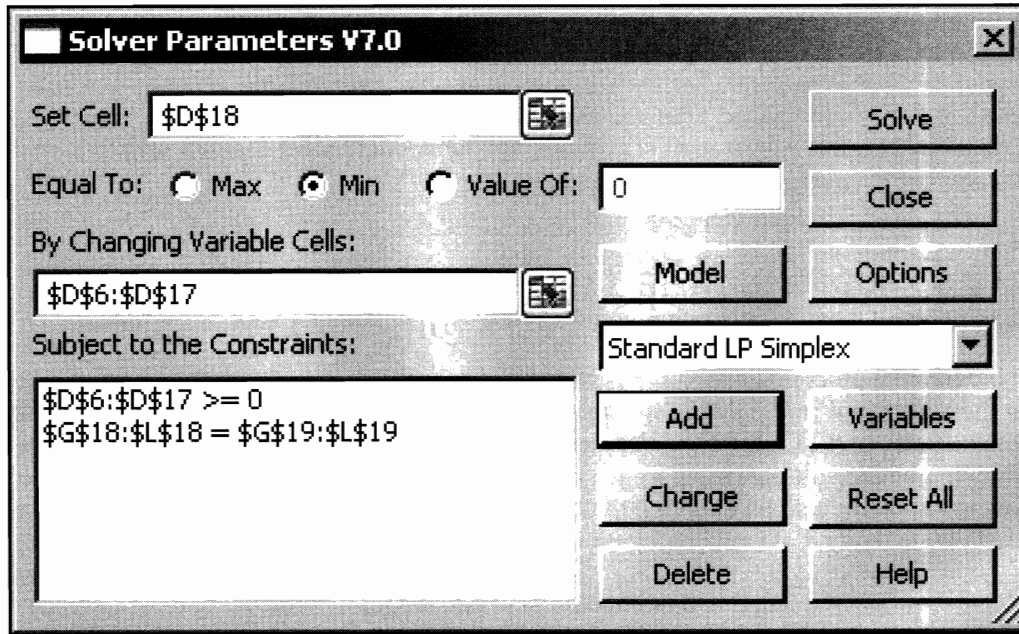 Solver Parameters V7.0
Set Cell: $D$18
Solve
Equal To: Max Min Value Of: 0
Close
By Changing Variable Cells:
$D$6:$D$17
Model
Options
Subject to the Constraints:
Standard LP Simplex
$D$6:$D$17 >= 0
$G$18:$L$18 = $G$19:$L$19
Add
Variables
Change
Reset All
Delete
Help